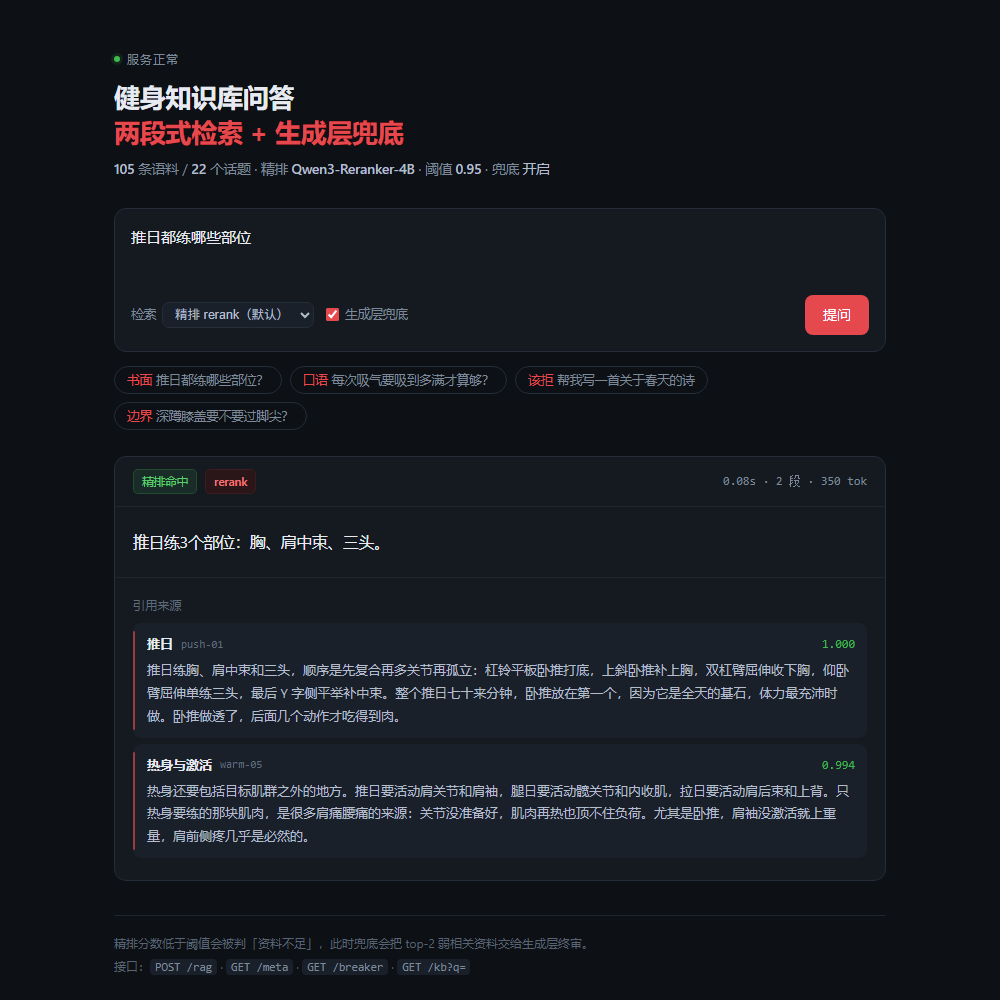 服务正常
健身知识库问答
两段式检索 + 生成层兜底
105 条语料 / 22 个话题 · 精排 Qwen3-Reranker-4B · 阈值 0.95 · 兜底 开启
推日都练哪些部位
检索 精排 rerank（默认） 生成层兜底 提问
书面 推日都练哪些部位？ 口语 每次吸气要吸到多满才算够？ 该拒 帮我写一首关于春天的诗
边界 深蹲膝盖要不要过脚尖？
精排命中 rerank 0.08s · 2 段 · 350 tok
推日练3个部位：胸、肩中束、三头。
引用来源
推日 push-01 1.000
推日练胸、肩中束和三头，顺序是先复合再多关节再孤立：杠铃平板卧推打底，上斜卧推补上胸，双杠臂屈伸收下胸，仰卧
臂屈伸单练三头，最后 Y 字侧平举补中束。整个推日七十来分钟，卧推放在第一个，因为它是全天的基石，体力最充沛时
做。卧推做透了，后面几个动作才吃得到肉。
热身与激活 warm-05 0.994
热身还要包括目标肌群之外的地方。推日要活动肩关节和肩袖，腿日要活动髋关节和内收肌，拉日要活动肩后束和上背。只
热身要练的那块肌肉，是很多肩痛腰痛的来源：关节没准备好，肌肉再热也顶不住负荷。尤其是卧推，肩袖没激活就上重
量，肩前侧疼几乎是必然的。
精排分数低于阈值会被判「资料不足」，此时兜底会把 top-2 弱相关资料交给生成层终审。
接口： POST /rag · GET /meta · GET /breaker · GET /kb?q=